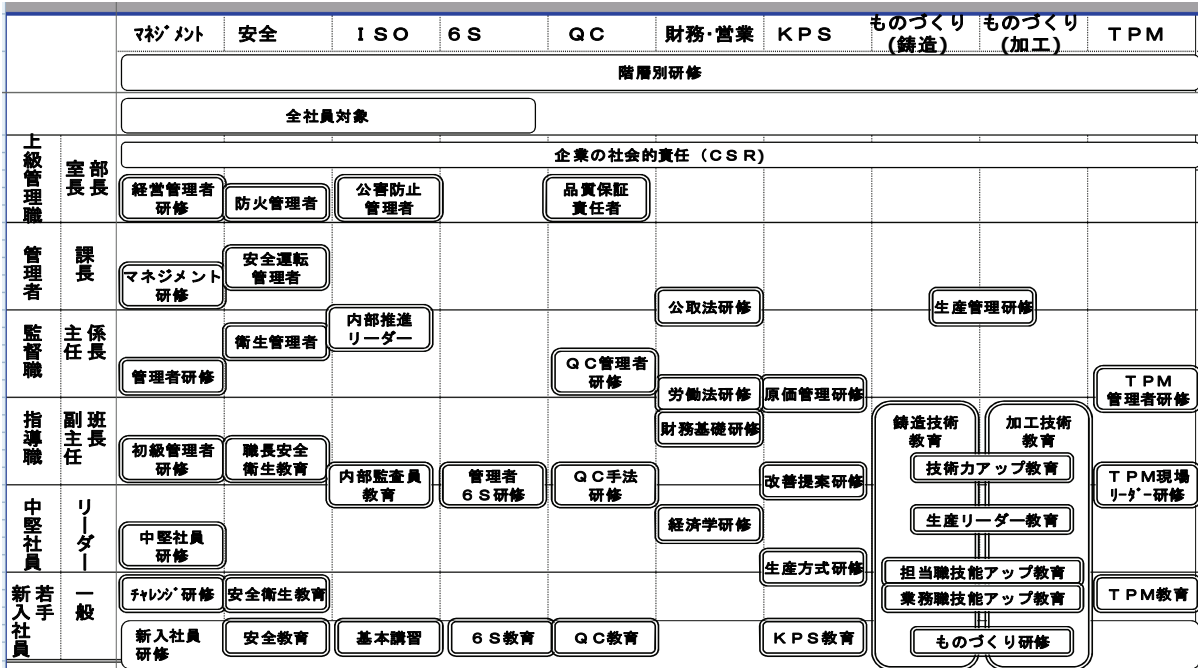 マネジメント 安全 ISO 6S QC 財務・営業 KPS ものづくり ものづくり TPM
(鋳造) (加工)
階層別研修
全社員対象
企業の社会的責任(CSR)
上級管理職
室長
部長
経営管理者
研修
防火管理者
公害防止
管理者
品質保証
責任者
管理者
課長
マネジメント
研修
安全運転
管理者
公取法研修
生産管理研修
監督職
主任
係長
管理者研修
衛生管理者
内部推進
リーダー
QC管理者
研修
労働法研修
原価管理研修
TPM
管理者研修
指導職
副主任
班長
初級管理者
研修
職長安全
衛生教育
内部監査員
教育
管理者
6S研修
QC手法
研修
財務基礎研修
改善提案研修
鋳造技術
教育
加工技術
教育
技術力アップ教育
TPM現場
リーダー研修
中堅社員
リーダー
中堅社員
研修
経済学研修
生産方式研修
生産リーダー教育
担当職技能アップ教育
新入社員
若手
一般
チャレンジ研修
安全衛生教育
業務職技能アップ教育
TPM教育
新入社員
研修
安全教育
基本講習
6S教育
QC教育
KPS教育
ものづくり研修